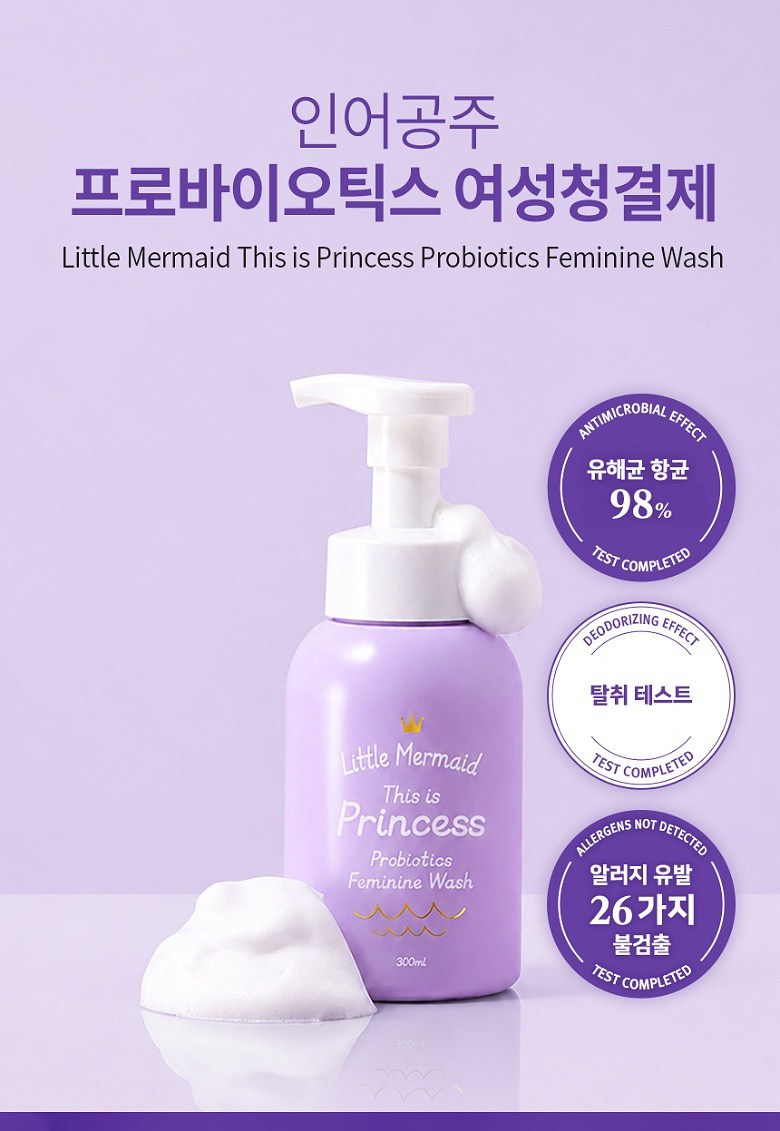 인어공주
프로바이오틱스 여성청결제
Little Mermaid This is Princess Probiotics Feminine Wash
ANTIMICROBIAL EFFECT
유해균 항균
98%
TEST COMPLETED
DEODORIZING EFFECT
탈취 테스트
TEST COMPLETED
ALLERGENS NOT DETECTED
알러지 유발
26가지
불검출
TEST COMPLETED
Little Mermaid
This is
Princess
Probiotics
Feminine Wash
300ml